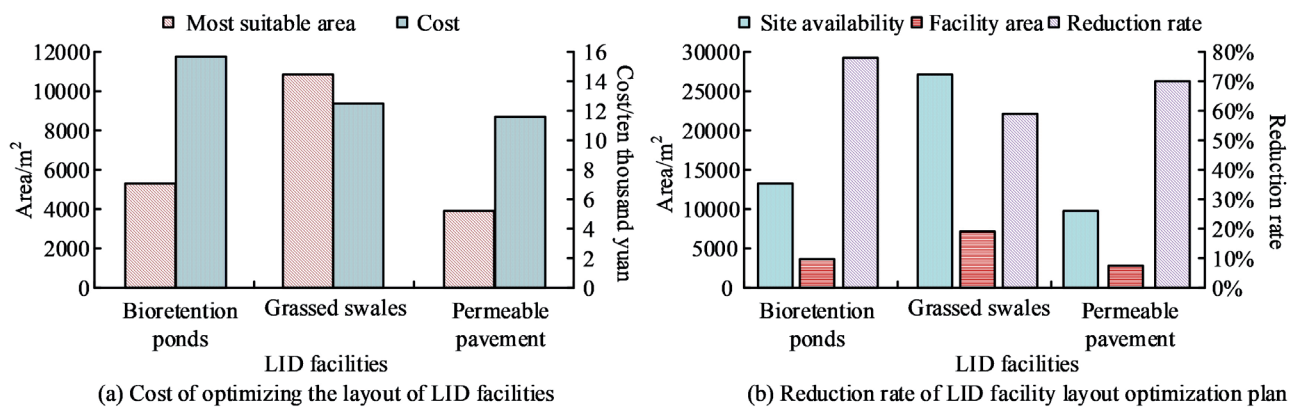 Most suitable area Cost
12000
10000
8000
6000
4000
2000
0
Area/m²
16
14
12
10
8
6
4
2
0
Cost/ten thousand yuan
Bioretention
ponds
Grassed swales
Permeable
pavement
LID facilities
(a) Cost of optimizing the layout of LID facilities
Site availability Facility area Reduction rate
30000
25000
20000
15000
10000
5000
0
Area/m²
80%
70%
60%
50%
40%
30%
20%
10%
0%
Reduction rate
Bioretention
ponds
Grassed swales
Permeable
pavement
LID facilities
(b) Reduction rate of LID facility layout optimization plan